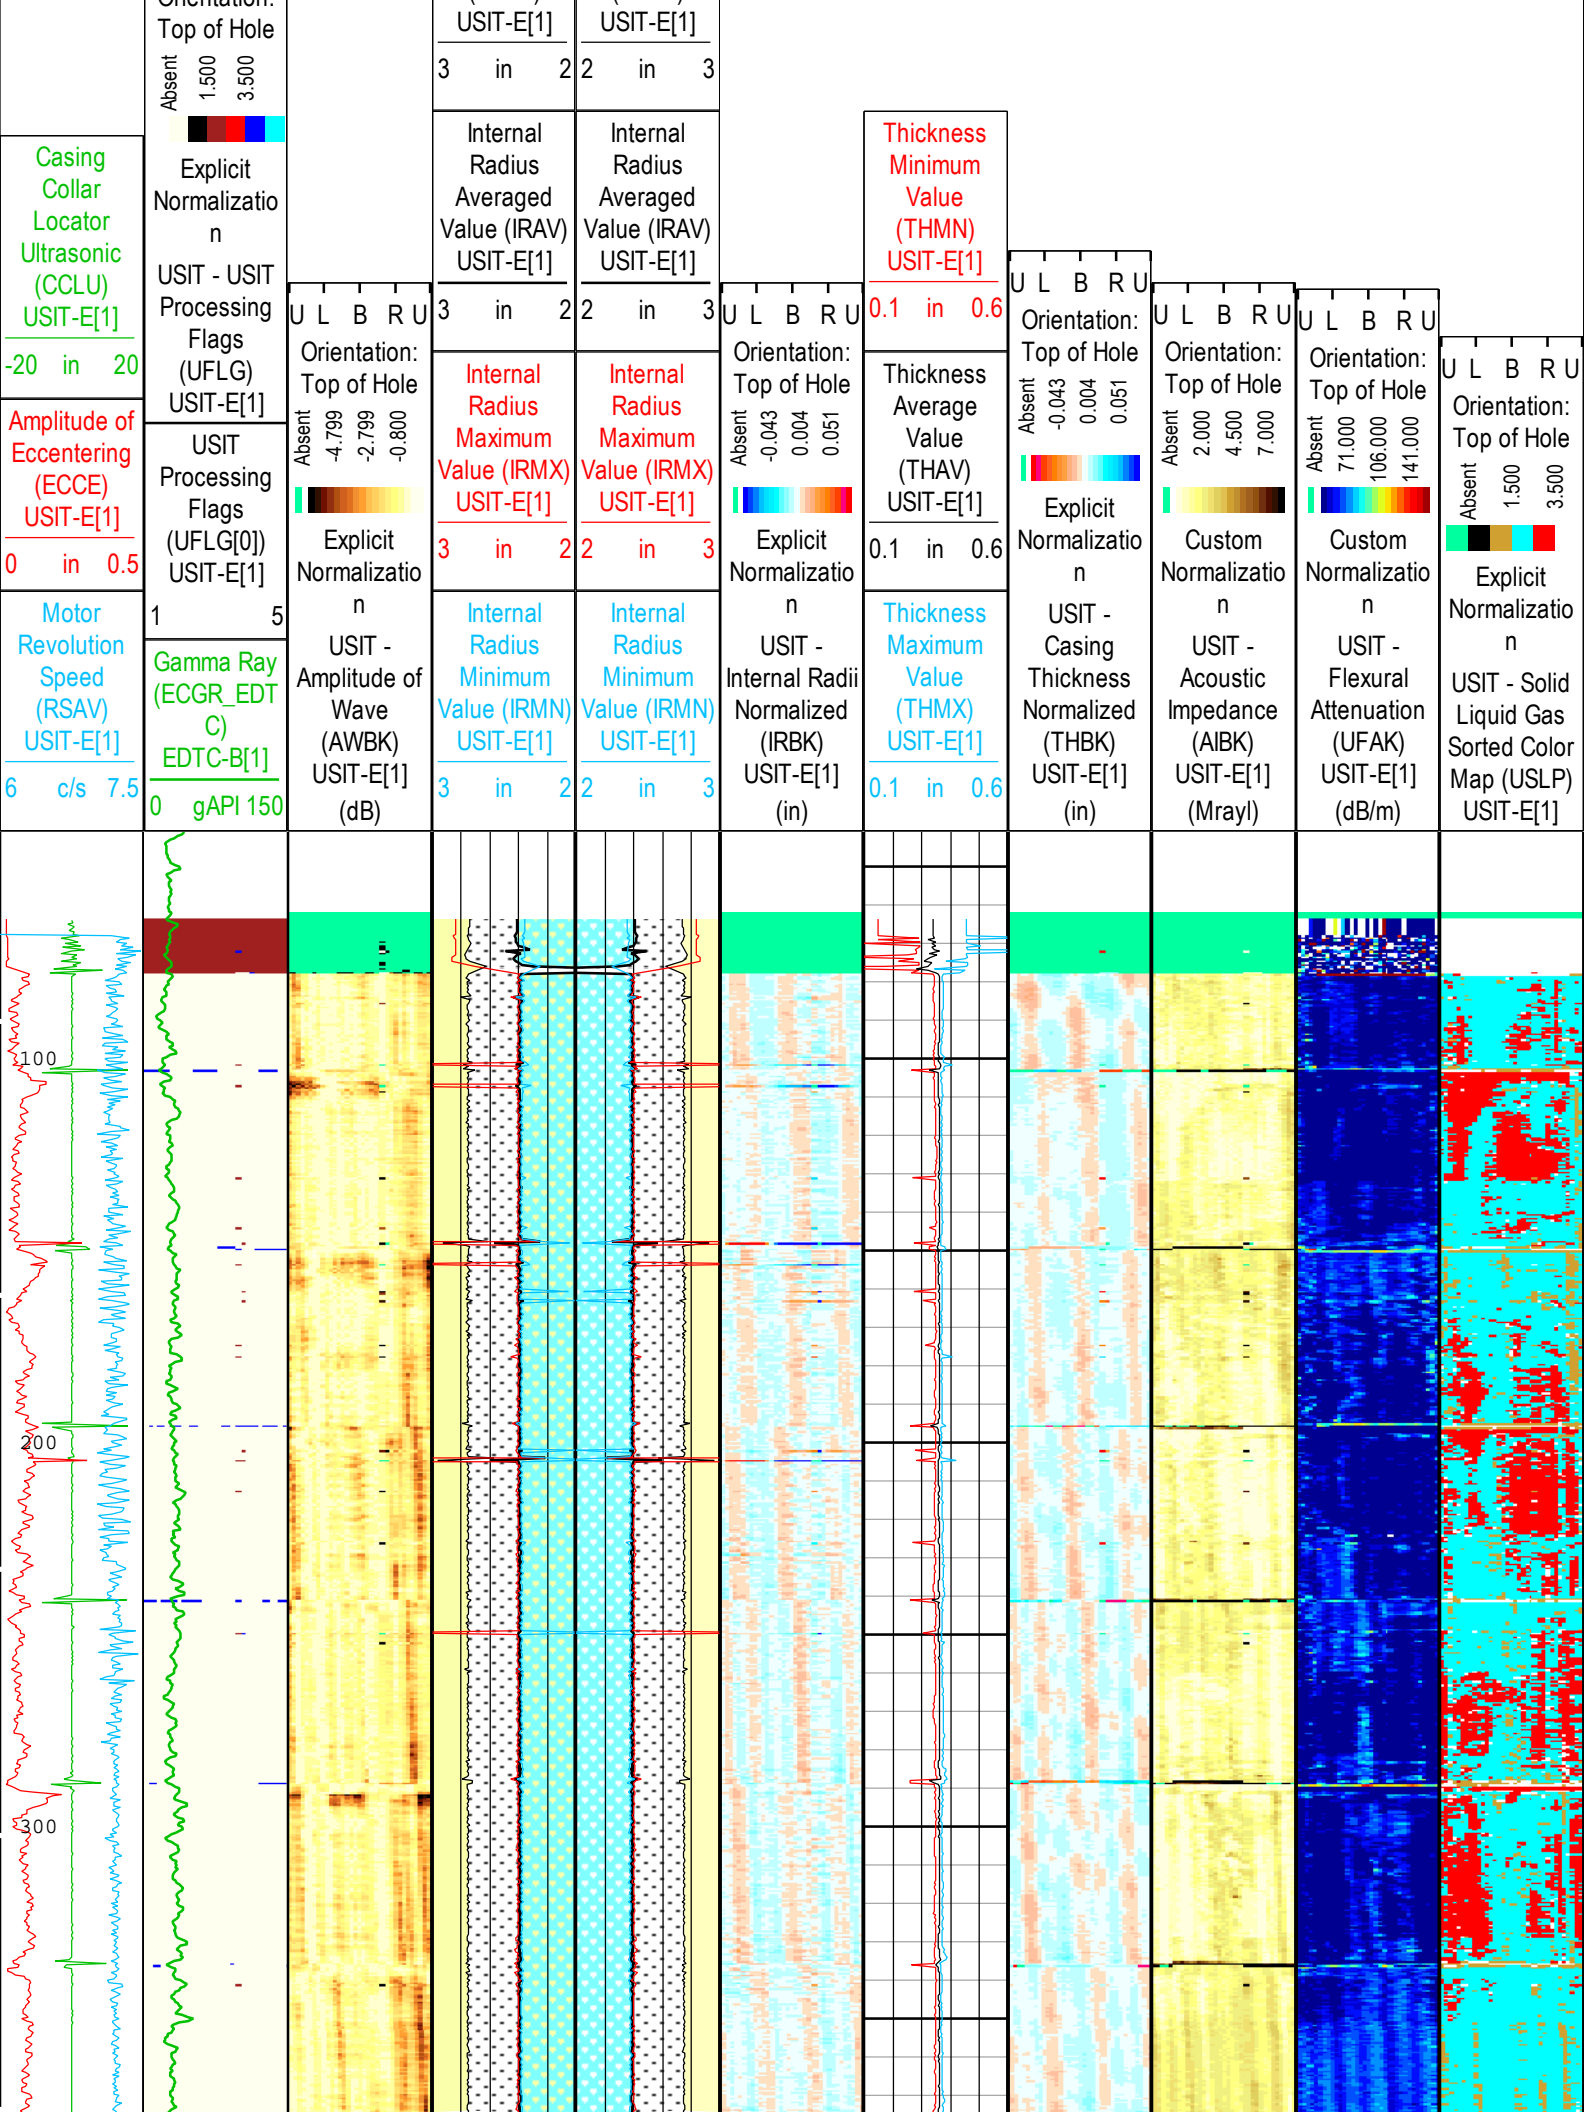 Casing
Collar
Locator
Ultrasonic
(CCLU)
USIT-E[1]
-20 in 20
Amplitude of
Eccentering
(ECCE)
USIT-E[1]
0 in 0.5
Motor
Revolution
Speed
(RSAV)
USIT-E[1]
6 c/s 7.5
Orientation:
Top of Hole
Absent 1.500 3.500
Explicit
Normalizatio
n
USIT - USIT
Processing
Flags
(UFLG)
USIT-E[1]
USIT
Processing
Flags
(UFLG[0])
USIT-E[1]
1 5
Gamma Ray
(ECGR_EDT
C)
EDTC-B[1]
0 gAPI 150
U L B R U
Orientation:
Top of Hole
Absent -4.799 -2.799 -0.800
Explicit
Normalizatio
n
USIT -
Amplitude of
Wave
(AWBK)
USIT-E[1]
(dB)
USIT-E[1]
3 in 2
Internal
Radius
Averaged
Value (IRAV)
USIT-E[1]
3 in 2
Internal
Radius
Maximum
Value (IRMX)
USIT-E[1]
3 in 2
Internal
Radius
Minimum
Value (IRMN)
USIT-E[1]
3 in 2
USIT-E[1]
2 in 3
Internal
Radius
Averaged
Value (IRAV)
USIT-E[1]
2 in 3
Internal
Radius
Maximum
Value (IRMX)
USIT-E[1]
2 in 3
Internal
Radius
Minimum
Value (IRMN)
USIT-E[1]
2 in 3
U L B R U
Orientation:
Top of Hole
Absent -0.043 0.004 0.051
Explicit
Normalizatio
n
USIT -
Internal Radii
Normalized
(IRBK)
USIT-E[1]
(in)
Thickness
Minimum
Value
(THMN)
USIT-E[1]
0.1 in 0.6
Thickness
Average
Value
(THAV)
USIT-E[1]
0.1 in 0.6
Thickness
Maximum
Value
(THMX)
USIT-E[1]
0.1 in 0.6
U L B R U
Orientation:
Top of Hole
Absent -0.043 0.004 0.051
Explicit
Normalizatio
n
USIT -
Casing
Thickness
Normalized
(THBK)
USIT-E[1]
(in)
U L B R U
Orientation:
Top of Hole
Absent 2.000 4.500 7.000
Custom
Normalizatio
n
USIT -
Acoustic
Impedance
(AIBK)
USIT-E[1]
(Mrayl)
U L B R U
Orientation:
Top of Hole
Absent 71.000 106.000 141.000
Custom
Normalizatio
n
USIT -
Flexural
Attenuation
(UFAK)
USIT-E[1]
(dB/m)
U L B R U
Orientation:
Top of Hole
Absent 1.500 3.500
Explicit
Normalizatio
n
USIT - Solid
Liquid Gas
Sorted Color
Map (USLP)
USIT-E[1]
100
200
300